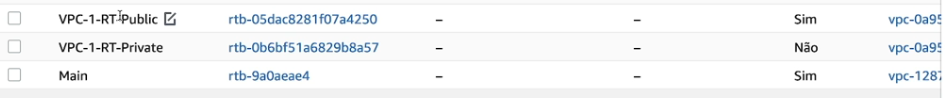 VPC-1-RT-Public rtb-05dac8281f07a4250 – – Sim vpc-0a95
VPC-1-RT-Private rtb-0b6bf51a6829b8a57 – – Não vpc-0a95
Main rtb-9a0aeae4 – – Sim vpc-1287